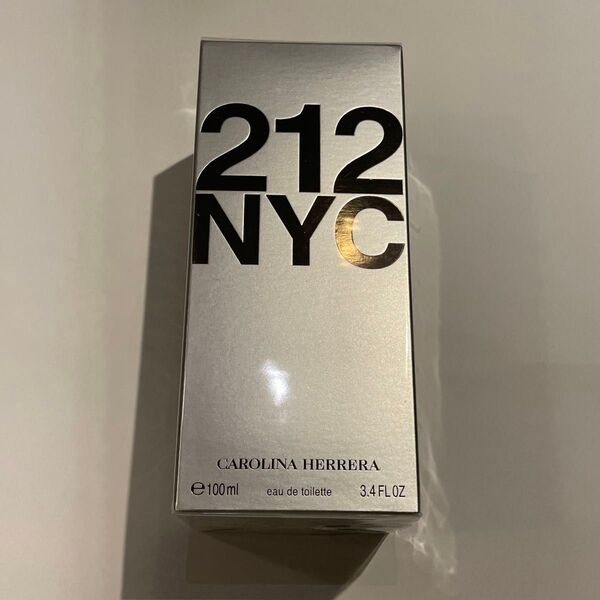 212
NYC
CAROLINA HERRERA
℮100ml eau de toilette 3.4 FL OZ